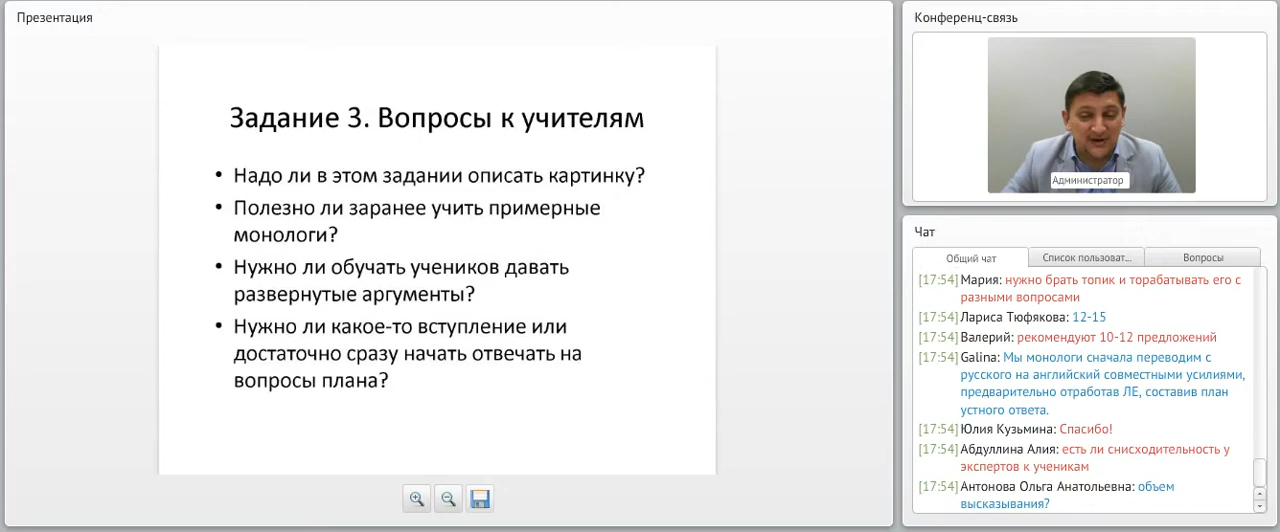 Презентация
Задание 3. Вопросы к учителям
• Надо ли в этом задании описать картинку?
• Полезно ли заранее учить примерные
монологи?
• Нужно ли обучать учеников давать
развернутые аргументы?
• Нужно ли какое-то вступление или
достаточно сразу начать отвечать на
вопросы плана?
Конференц-связь
Администратор
Чат
Общий чат
Список пользоват...
Вопросы
[17:54] Мария: нужно брать топик и торабатывать его с
разными вопросами
[17:54] Лариса Тюфякова: 12-15
[17:54] Валерий: рекомендуют 10-12 предложений
[17:54] Galina: Мы монологи сначала переводим с
русского на английский совместными усилиями,
предварительно отработав ЛЕ, составив план
устного ответа.
[17:54] Юлия Кузьмина: Спасибо!
[17:54] Абдуллина Алия: есть ли снисходительность у
экспертов к ученикам
[17:54] Антонова Ольга Анатольевна: объем
высказывания?